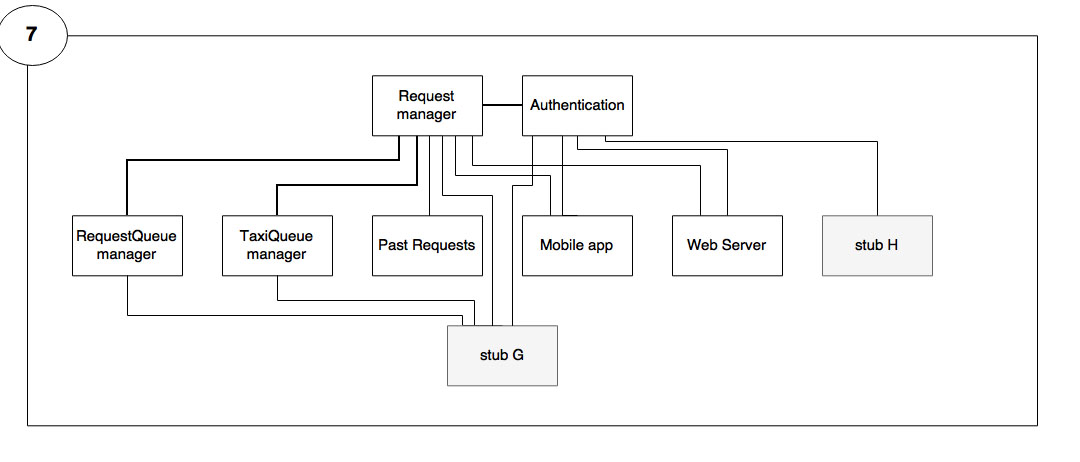 7
Request
manager
Authentication
RequestQueue
manager
TaxiQueue
manager
Past Requests
Mobile app
Web Server
stub H
stub G